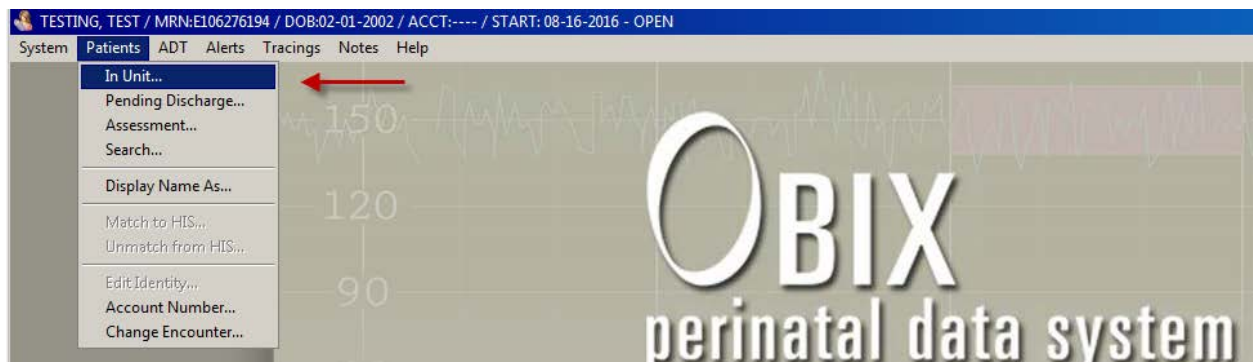 TESTING, TEST / MRN:E106276194 / DOB:02-01-2002 / ACCT:---- / START: 08-16-2016 - OPEN
System Patients ADT Alerts Tracings Notes Help
In Unit...
Pending Discharge...
Assessment...
Search...
Display Name As...
Match to HIS...
Unmatch from HIS...
Edit Identity...
Account Number...
Change Encounter...
150
120
90
OBIX
perinatal data system